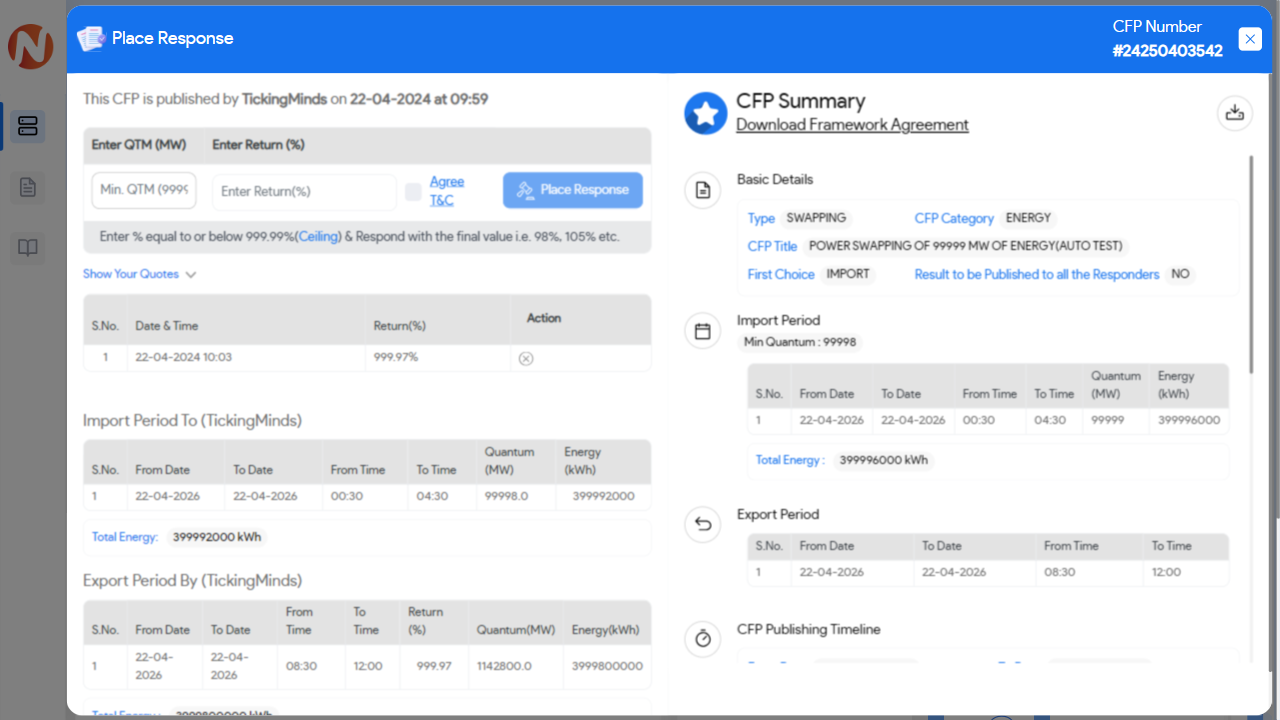 Place Response
CFP Number
#24250403542
This CFP is published by TickingMinds on 22-04-2024 at 09:59
Enter QTM (MW) Enter Return (%)
Min. QTM (9999
Enter Return(%)
Agree
T&C
Place Response
Enter % equal to or below 999.99%(Ceiling) & Respond with the final value i.e. 98%, 105% etc.
Show Your Quotes
S.No. Date & Time Return(%) Action
1 22-04-2024 10:03 999.97%
Import Period To (TickingMinds)
S.No. From Date To Date From Time To Time Quantum (MW) Energy (kWh)
1 22-04-2026 22-04-2026 00:30 04:30 99998.0 399992000
Total Energy: 399992000 kWh
Export Period By (TickingMinds)
S.No. From Date To Date From Time To Time Return (%) Quantum(MW) Energy(kWh)
1 22-04-2026 22-04-2026 08:30 12:00 999.97 1142800.0 3999800000
Total Energy: 3999800000 kWh
CFP Summary
Download Framework Agreement
Basic Details
Type SWAPPING CFP Category ENERGY
CFP Title POWER SWAPPING OF 99999 MW OF ENERGY(AUTO TEST)
First Choice IMPORT Result to be Published to all the Responders NO
Import Period
Min Quantum : 99998
S.No. From Date To Date From Time To Time Quantum (MW) Energy (kWh)
1 22-04-2026 22-04-2026 00:30 04:30 99999 399996000
Total Energy : 399996000 kWh
Export Period
S.No. From Date To Date From Time To Time
1 22-04-2026 22-04-2026 08:30 12:00
CFP Publishing Timeline